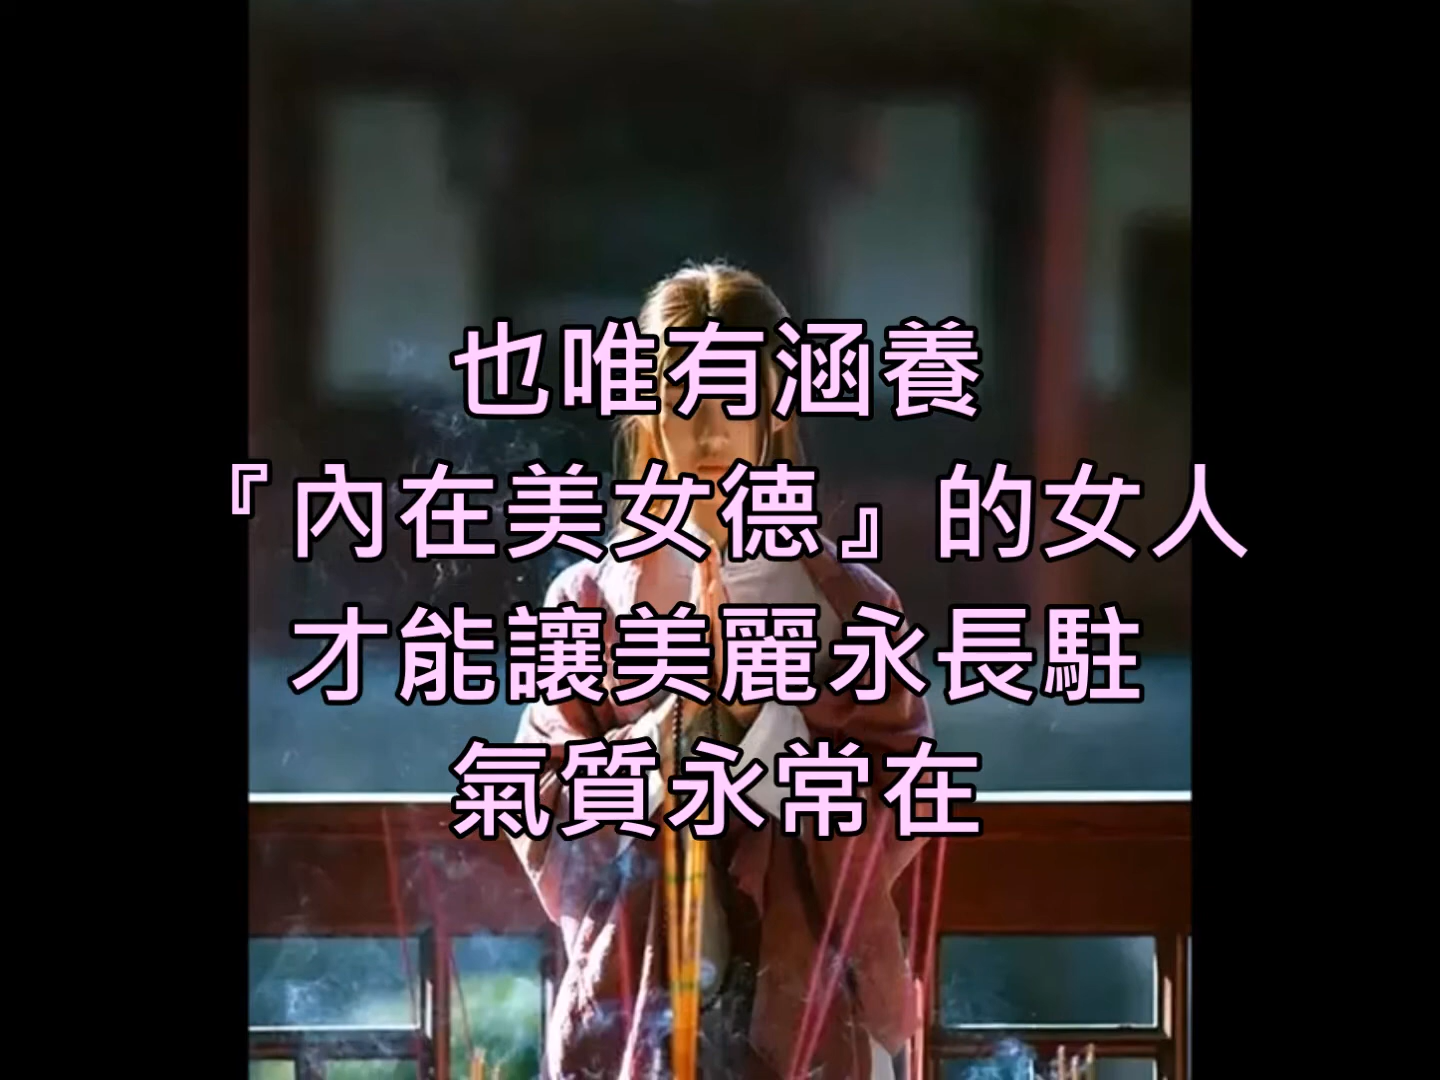 也唯有涵養
『內在美女德』的女人
才能讓美麗永長駐
氣質永常在